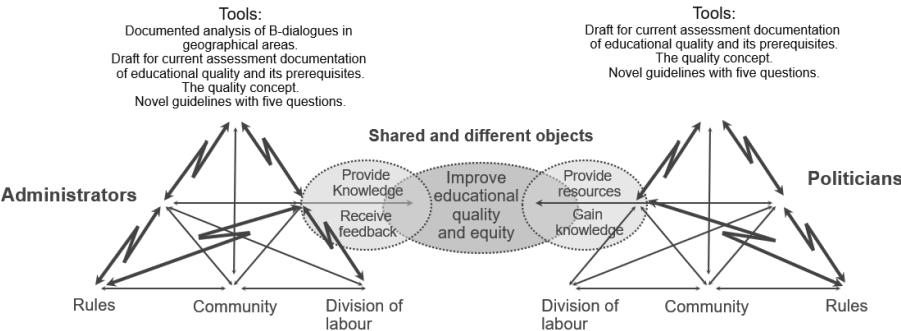 Tools:
Documented analysis of B-dialogues in
geographical areas.
Draft for current assessment documentation
of educational quality and its prerequisites.
The quality concept.
Novel guidelines with five questions.
Tools:
Draft for current assessment documentation
of educational quality and its prerequisites.
The quality concept.
Novel guidelines with five questions.
Shared and different objects
Administrators
Provide
Knowledge
Receive
feedback
Improve
educational
quality
and equity
Provide
resources
Gain
knowledge
Politicians
Rules
Community
Division of
labour
Division of
labour
Community
Rules